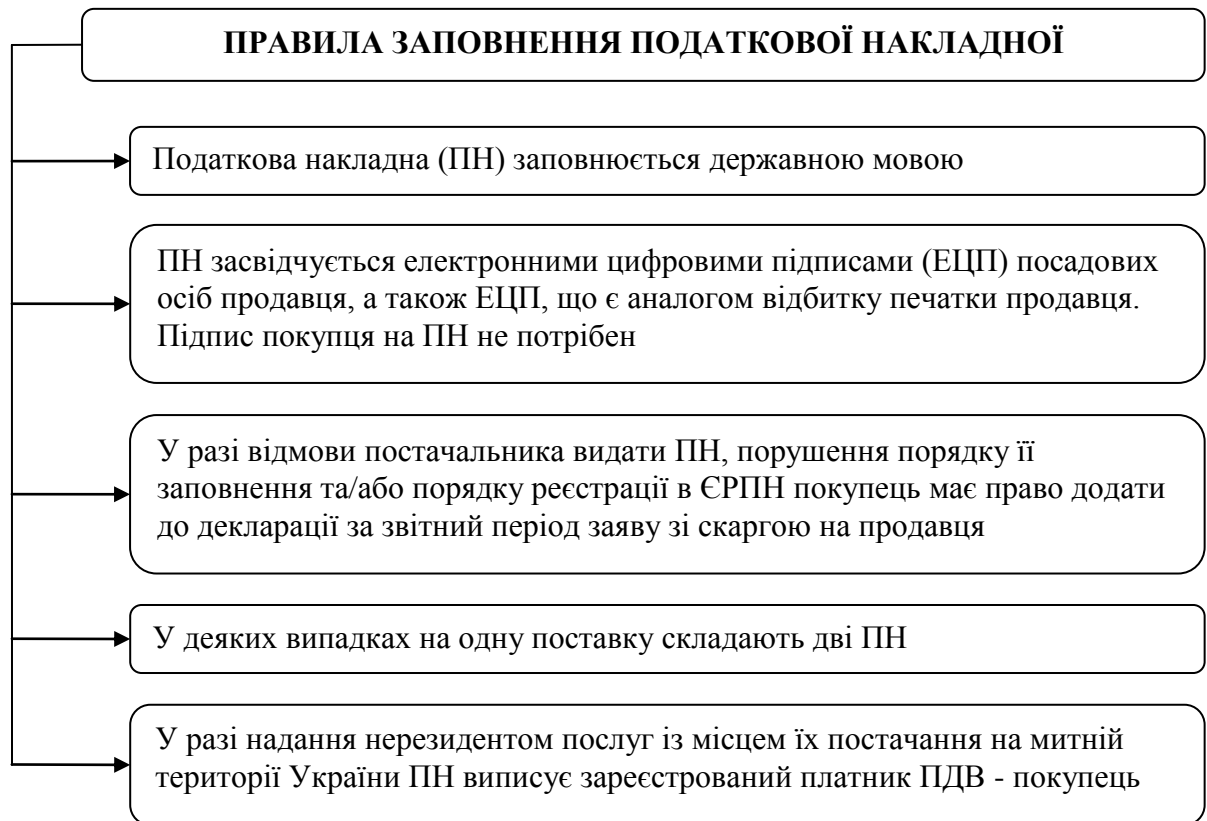 ПРАВИЛА ЗАПОВНЕННЯ ПОДАТКОВОЇ НАКЛАДНОЇ
Податкова накладна (ПН) заповнюється державною мовою
ПН засвідчується електронними цифровими підписами (ЕЦП) посадових
осіб продавця, а також ЕЦП, що є аналогом відбитку печатки продавця.
Підпис покупця на ПН не потрібен
У разі відмови постачальника видати ПН, порушення порядку її
заповнення та/або порядку реєстрації в ЄРПН покупець має право додати
до декларації за звітний період заяву зі скаргою на продавця
У деяких випадках на одну поставку складають дві ПН
У разі надання нерезидентом послуг із місцем їх постачання на митній
території України ПН виписує зареєстрований платник ПДВ - покупець